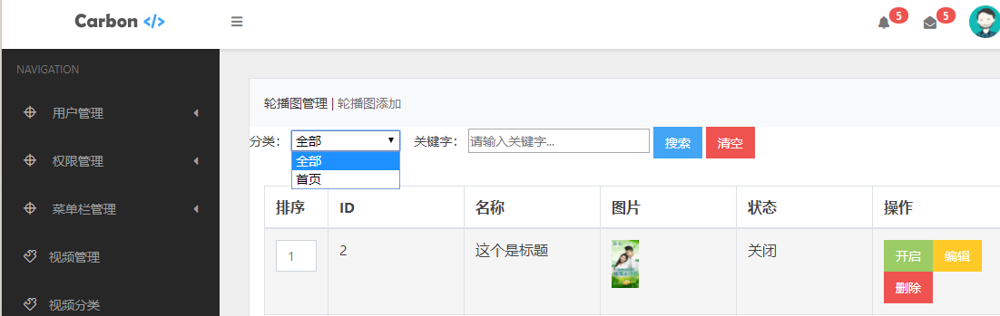 Carbon </>
5
5
NAVIGATION
用户管理
权限管理
菜单栏管理
视频管理
视频分类
轮播图管理 | 轮播图添加
分类： 全部 关键字： 请输入关键字... 搜索 清空
全部
首页
排序 ID 名称 图片 状态 操作
1 2 这个是标题 关闭 开启 编辑
删除